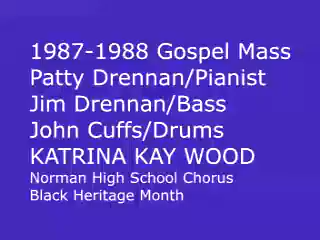 1987-1988 Gospel Mass
Patty Drennan/Pianist
Jim Drennan/Bass
John Cuffs/Drums
KATRINA KAY WOOD
Norman High School Chorus
Black Heritage Month